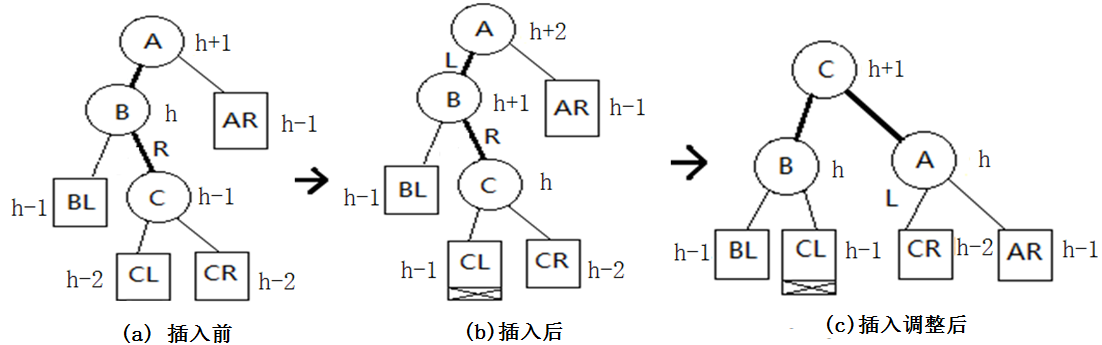 A h+1
B h
AR h-1
R
h-1 BL
C h-1
h-2 CL
CR h-2
(a) 插入前
A h+2
L
B h+1
AR h-1
R
h-1 BL
C h
h-1 CL
CR h-2
(b)插入后
C h+1
B h
A h
L
h-1 BL
CL h-1
CR h-2
AR h-1
(c)插入调整后